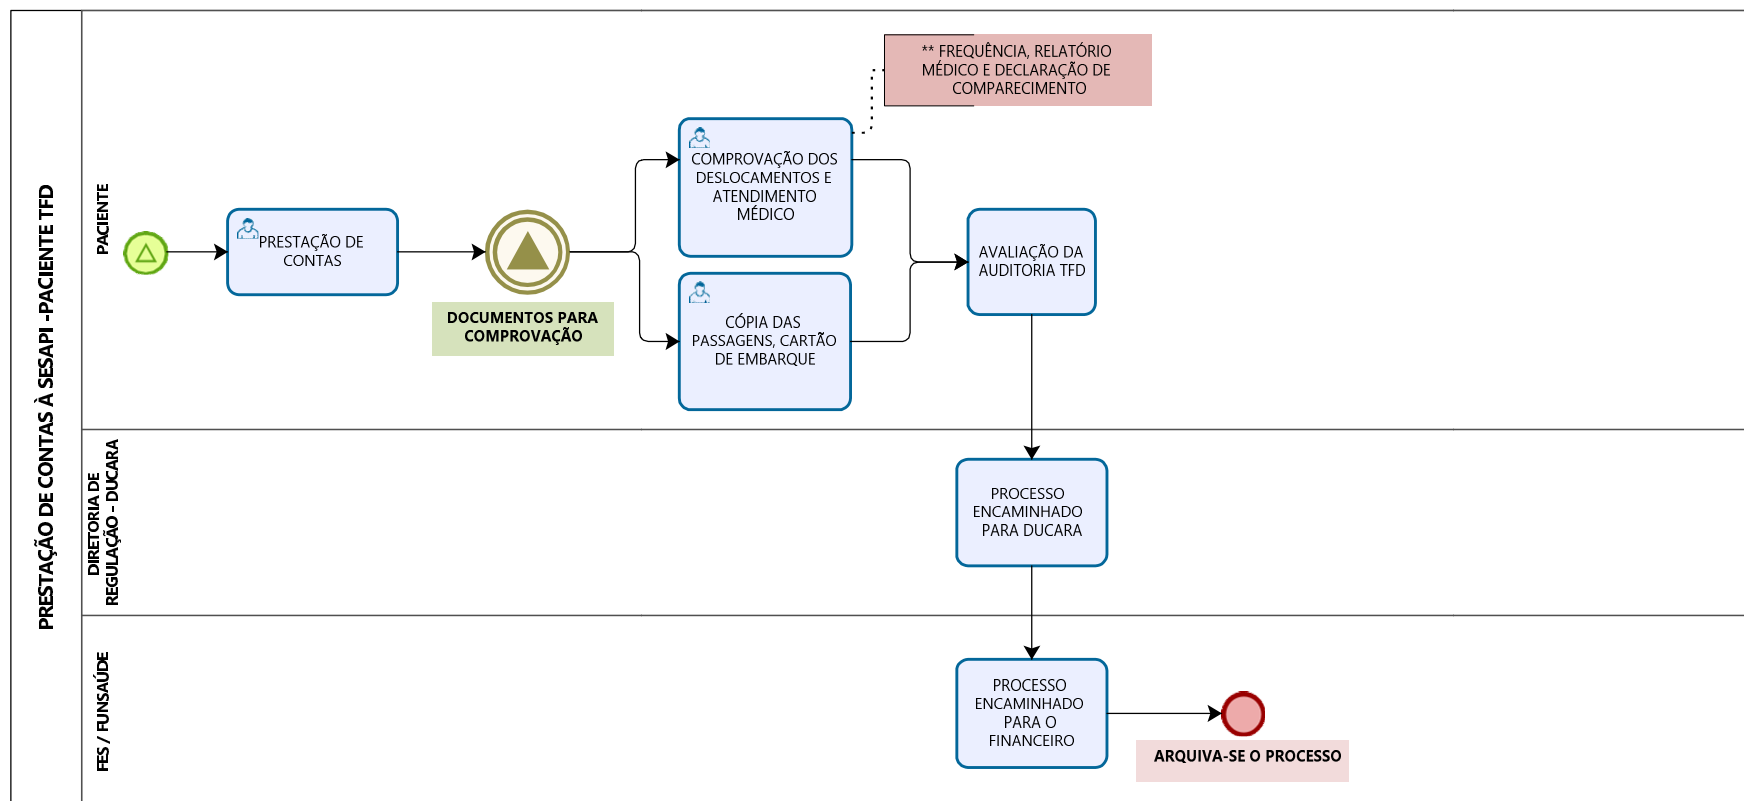 PRESTAÇÃO DE CONTAS À SESAPI -PACIENTE TFD
PACIENTE
PRESTAÇÃO DE
CONTAS
DOCUMENTOS PARA
COMPROVAÇÃO
COMPROVAÇÃO DOS
DESLOCAMENTOS E
ATENDIMENTO
MÉDICO
** FREQUÊNCIA, RELATÓRIO
MÉDICO E DECLARAÇÃO DE
COMPARECIMENTO
CÓPIA DAS
PASSAGENS, CARTÃO
DE EMBARQUE
AVALIAÇÃO DA
AUDITORIA TFD
DIRETORIA DE
REGULAÇÃO - DUCARA
PROCESSO
ENCAMINHADO
PARA DUCARA
FES / FUNSAÚDE
PROCESSO
ENCAMINHADO
PARA O
FINANCEIRO
ARQUIVA-SE O PROCESSO